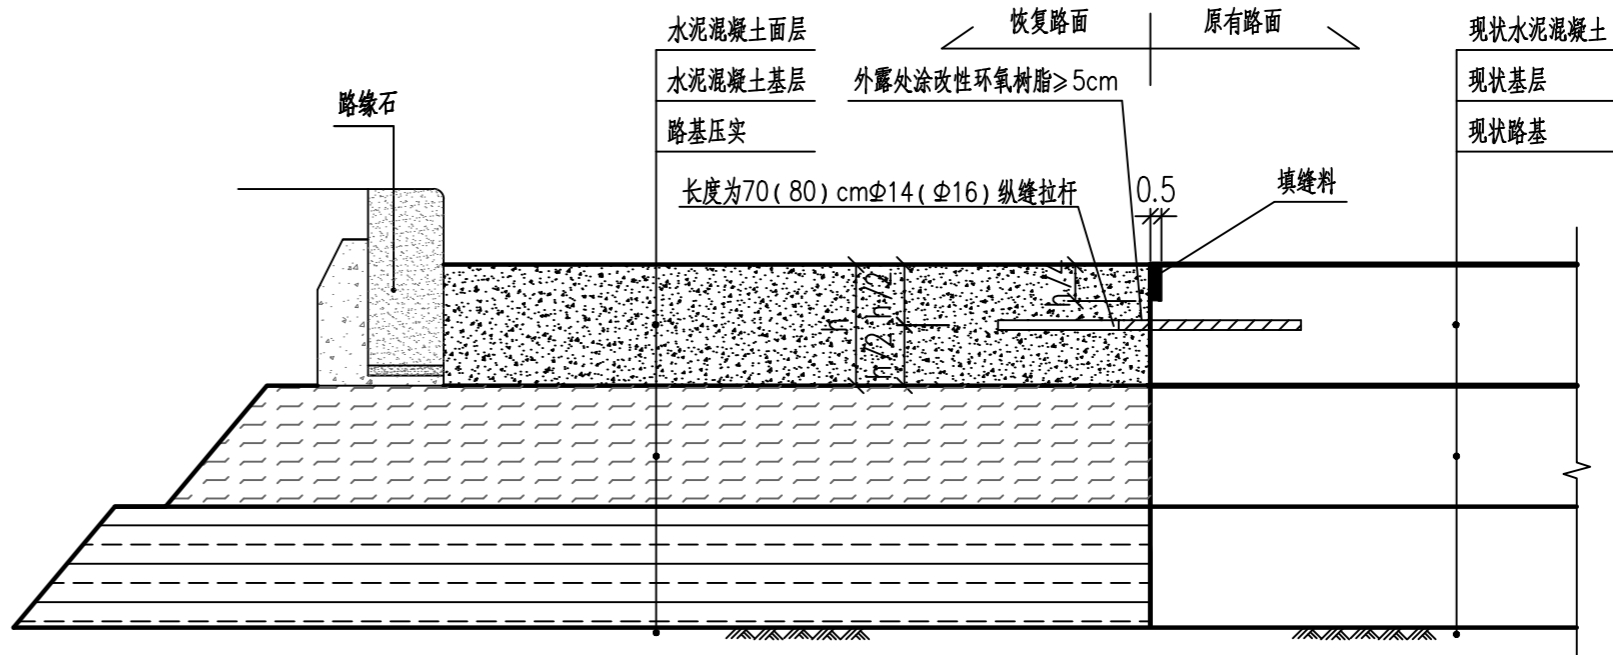 水泥混凝土面层
水泥混凝土基层
路基压实
恢复路面
原有路面
现状水泥混凝土
现状基层
现状路基
外露处涂改性环氧树脂≥5cm
路缘石
长度为70(80)cmΦ14(Φ16)纵缝拉杆
0.5
填缝料
h/4
h
h/2
h/2